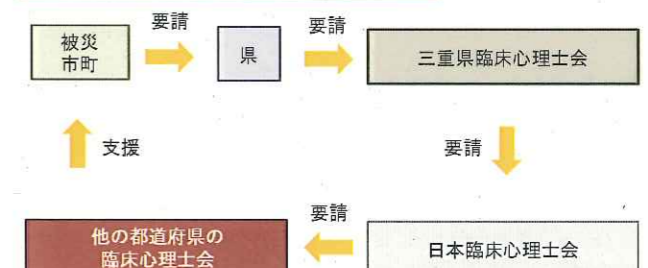 要請
要請
被災
市町
県
三重県臨床心理士会
支援
要請
要請
他の都道府県の
臨床心理士会
日本臨床心理士会